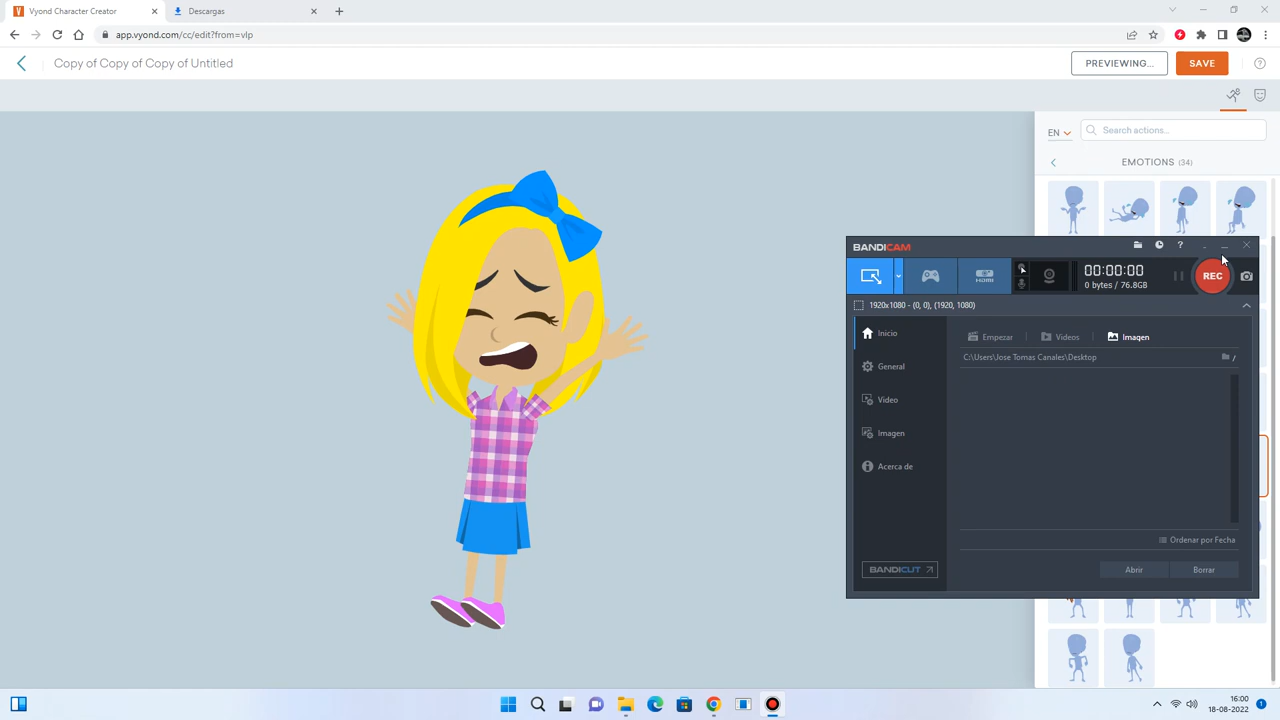 Vyond Character Creator
Descargas
app.vyond.com/cc/edit?from=vlp
Copy of Copy of Copy of Untitled
PREVIEWING...
SAVE
EN
Search actions...
EMOTIONS (34)
BANDICAM
HDMI
00:00:00
0 bytes / 76.8GB
REC
1920x1080 - (0, 0), (1920, 1080)
Inicio
General
Video
Imagen
Acerca de
BANDICUT
Empezar
Videos
Imagen
C:\Users\Jose Tomas Canales\Desktop
Ordenar por Fecha
Abrir
Borrar
16:00
18-08-2022
1